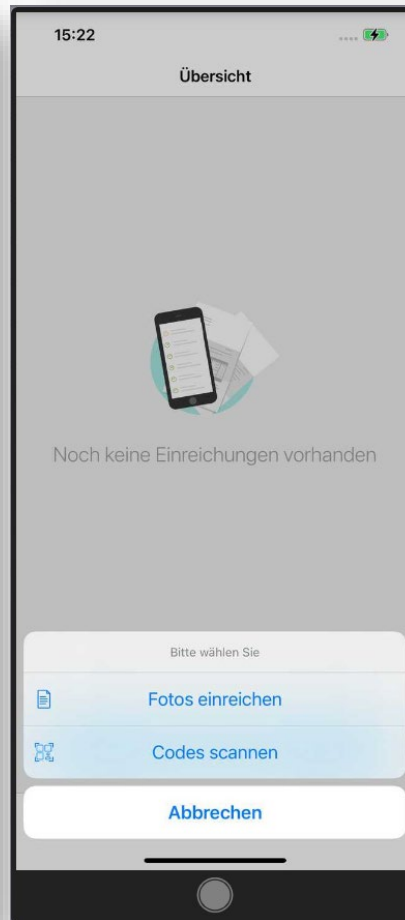 15:22
Übersicht
Noch keine Einreichungen vorhanden
Bitte wählen Sie
Fotos einreichen
Codes scannen
Abbrechen